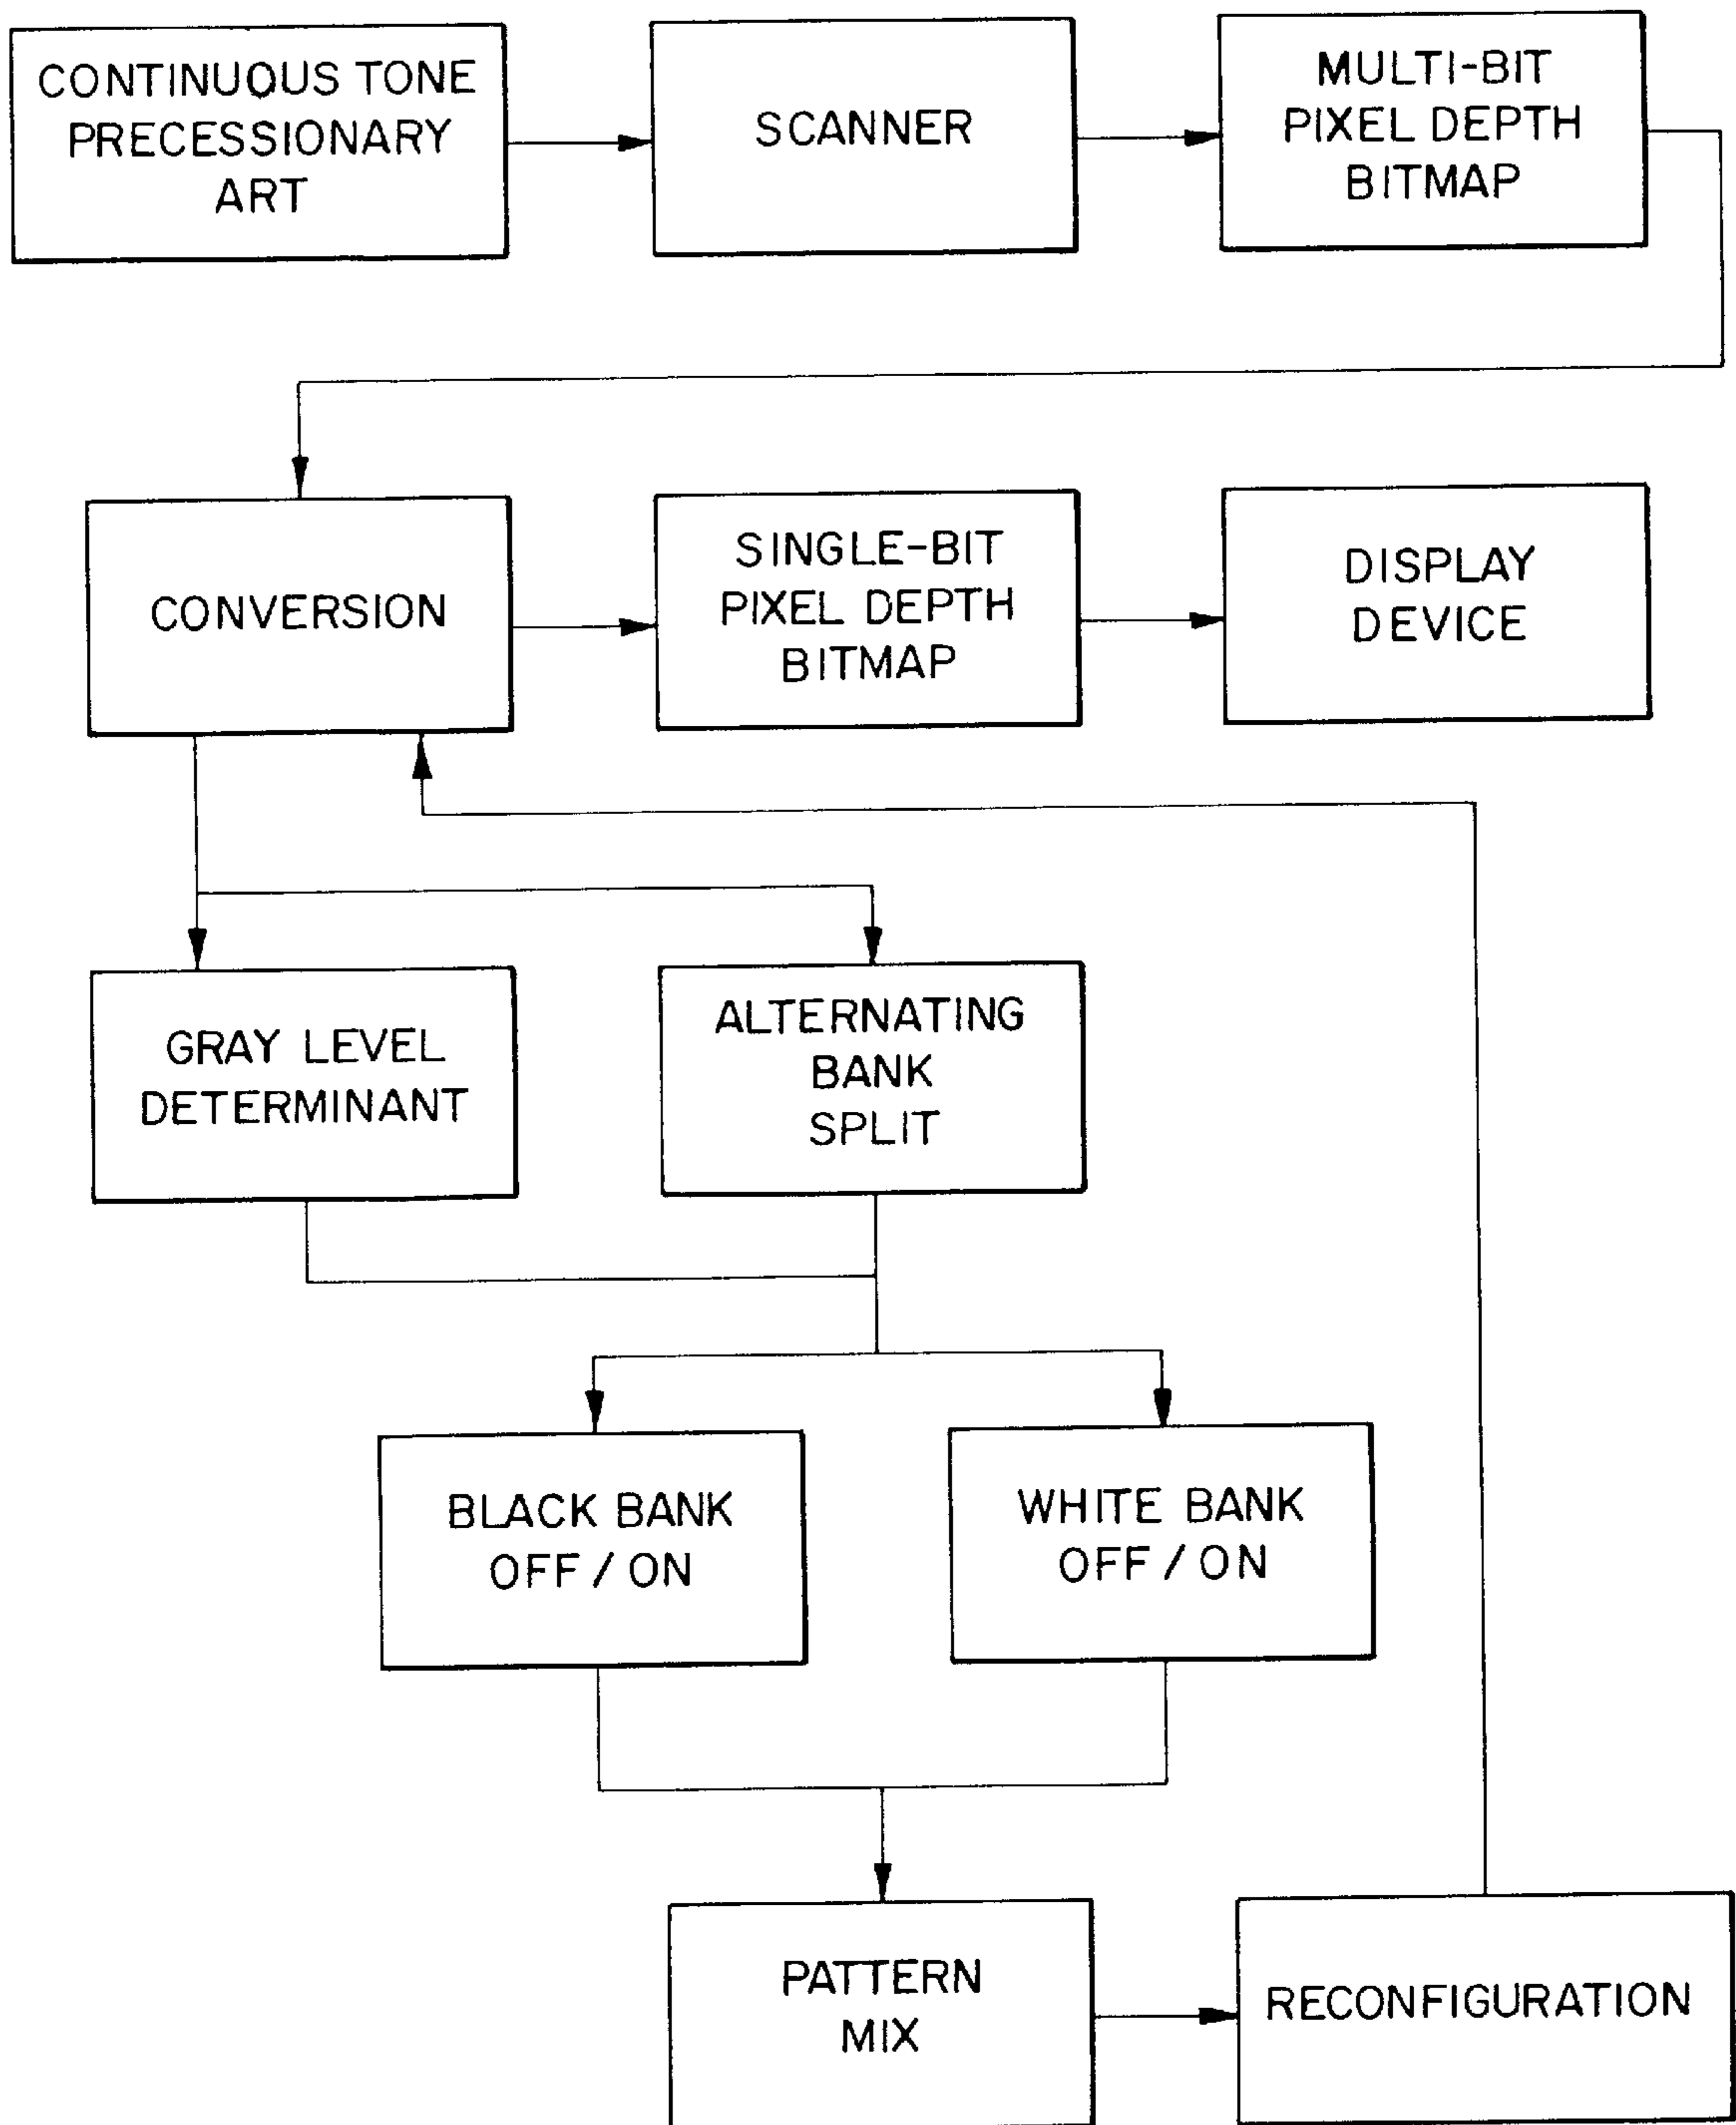 CONTINUOUS TONE
PRECESSIONARY
ART
SCANNER
MULTI-BIT
PIXEL DEPTH
BITMAP
CONVERSION
SINGLE-BIT
PIXEL DEPTH
BITMAP
DISPLAY
DEVICE
GRAY LEVEL
DETERMINANT
ALTERNATING
BANK
SPLIT
BLACK BANK
OFF / ON
WHITE BANK
OFF / ON
PATTERN
MIX
RECONFIGURATION